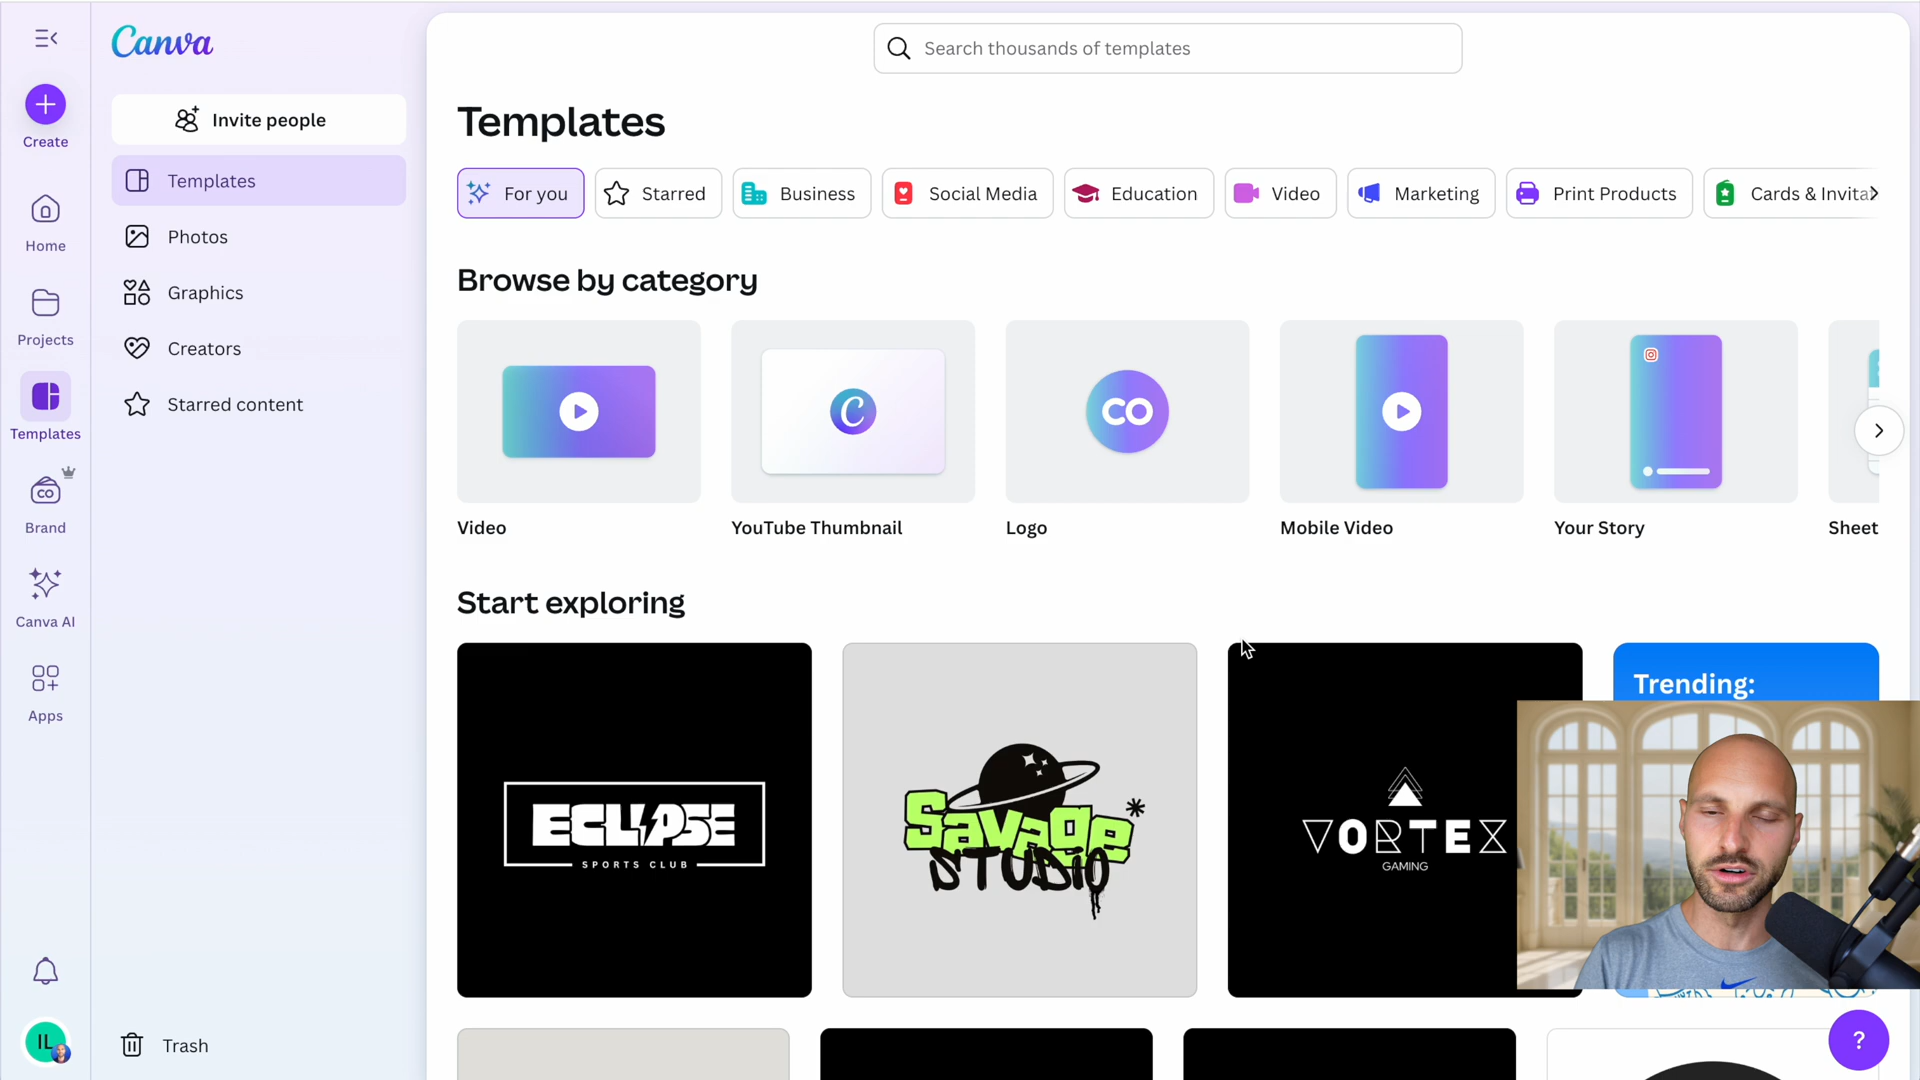 Canva
Create
Home
Projects
Templates
Brand
Canva AI
Apps
IL
Invite people
Templates
Photos
Graphics
Creators
Starred content
Trash
Search thousands of templates
Templates
For you
Starred
Business
Social Media
Education
Video
Marketing
Print Products
Cards & Invita
Browse by category
C
CO
Video
YouTube Thumbnail
Logo
Mobile Video
Your Story
Sheet
Start exploring
ECLIPSE
SPORTS CLUB
Savage
STUDIO
VORTEX
GAMING
Trending:
?